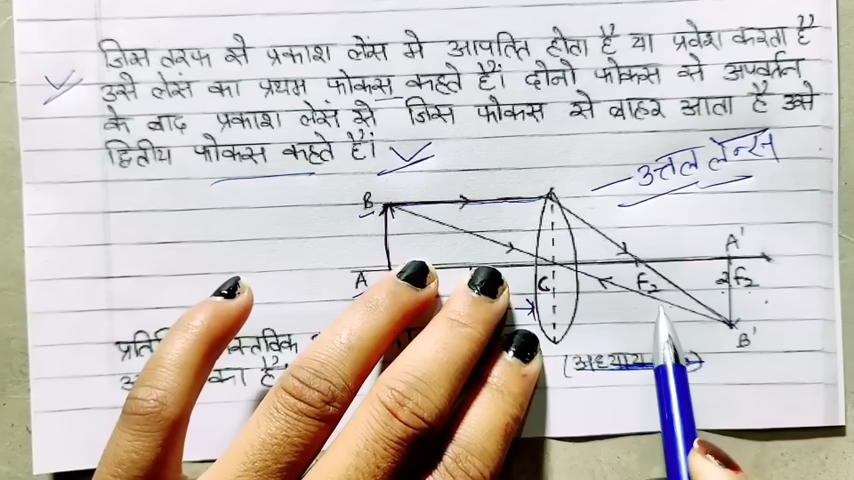 जिस तरफ से प्रकाश लेंस मे आपतित होता है या प्रवेश करता है
उसे लेंस का प्रथम फोकस कहते हैं। दोनो फोकस से अपवर्तन
के बाद प्रकाश लेंस से जिस फोकस से बाहर आता है उसे
द्वितीय फोकस कहते हैं।
उत्तल लेन्स
B
A'
A C F₂ 2F₂
B'
का है